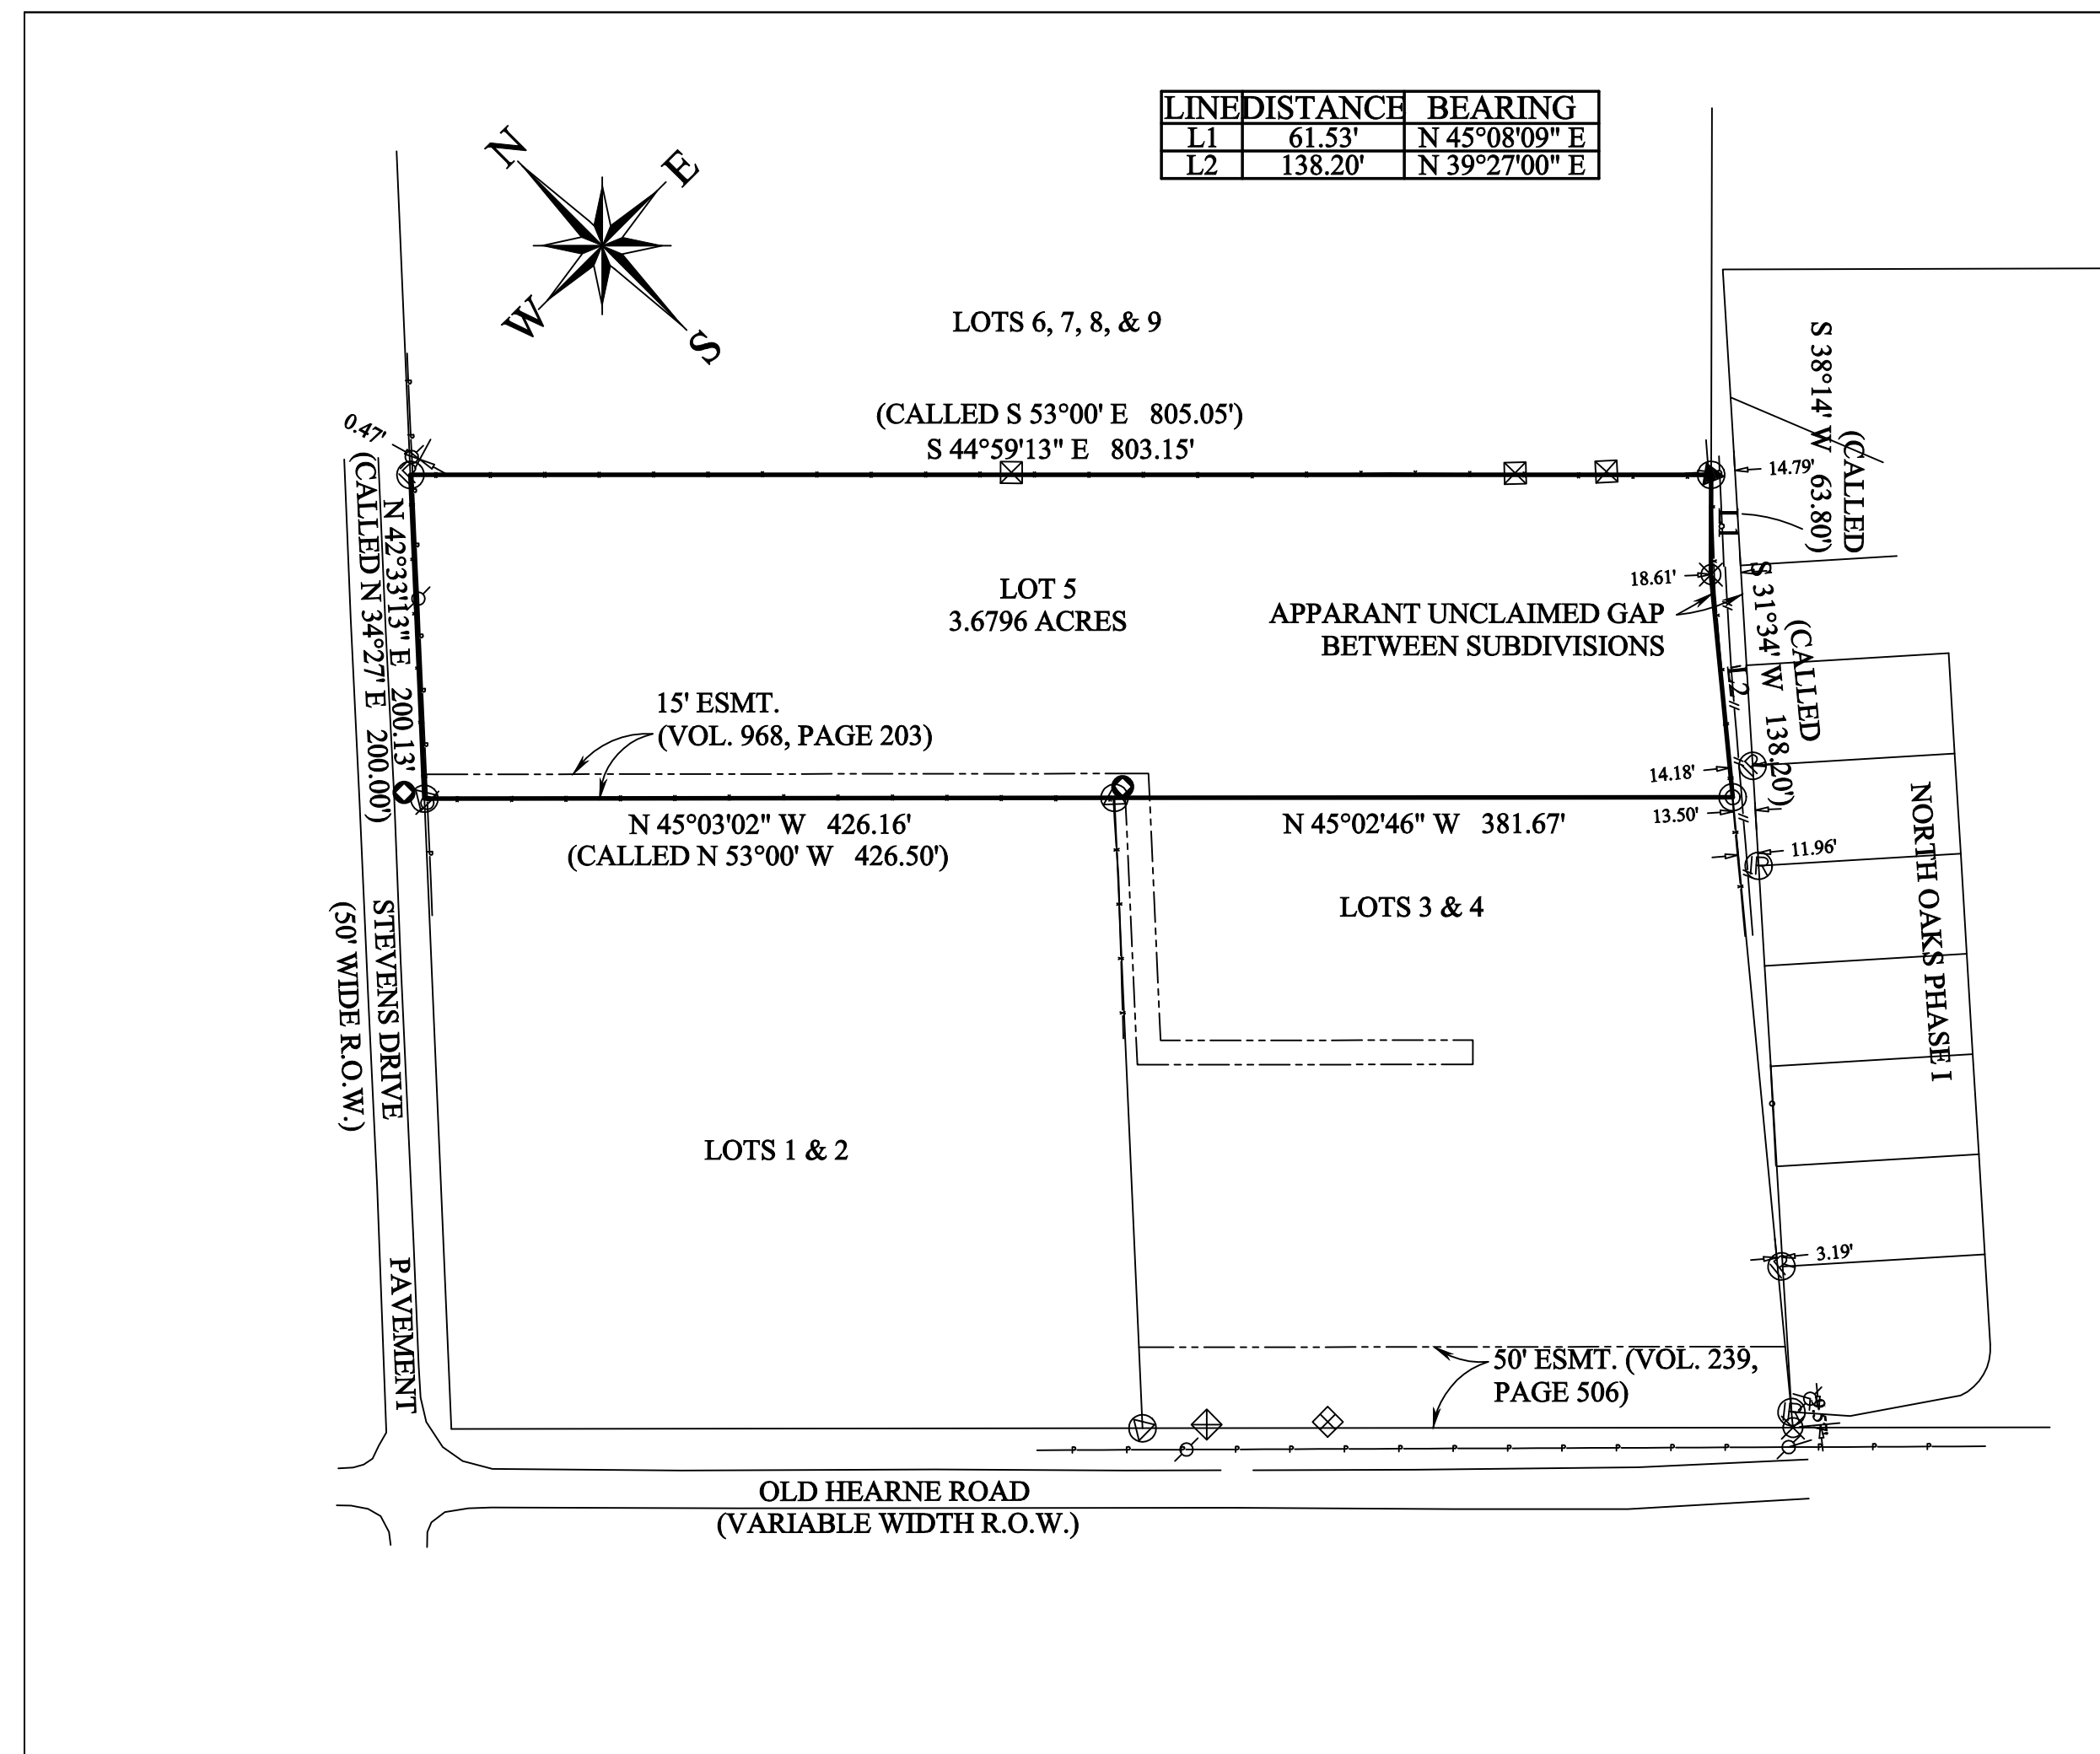 LINE DISTANCE BEARING
L1 61.53' N 45°08'09" E
L2 138.20' N 39°27'00" E
N
E
W
S
LOTS 6, 7, 8, & 9
(CALLED S 53°00' E 805.05')
S 44°59'13" E 803.15'
0.47'
N 42°33'13" E 200.13'
(CALLED N 34°27' E 200.00')
14.79'
(CALLED
S 38°14' W 63.80')
L1
LOT 5
3.6796 ACRES
18.61'
APPARANT UNCLAIMED GAP
BETWEEN SUBDIVISIONS
(CALLED
S 31°34' W 138.20')
L2
15' ESMT.
(VOL. 968, PAGE 203)
14.18'
13.50'
11.96'
N 45°03'02" W 426.16'
(CALLED N 53°00' W 426.50')
N 45°02'46" W 381.67'
LOTS 3 & 4
NORTH OAKS PHASE I
STEVENS DRIVE
(50' WIDE R.O.W.)
PAVEMENT
LOTS 1 & 2
3.19'
50' ESMT. (VOL. 239,
PAGE 506)
OLD HEARNE ROAD
(VARIABLE WIDTH R.O.W.)